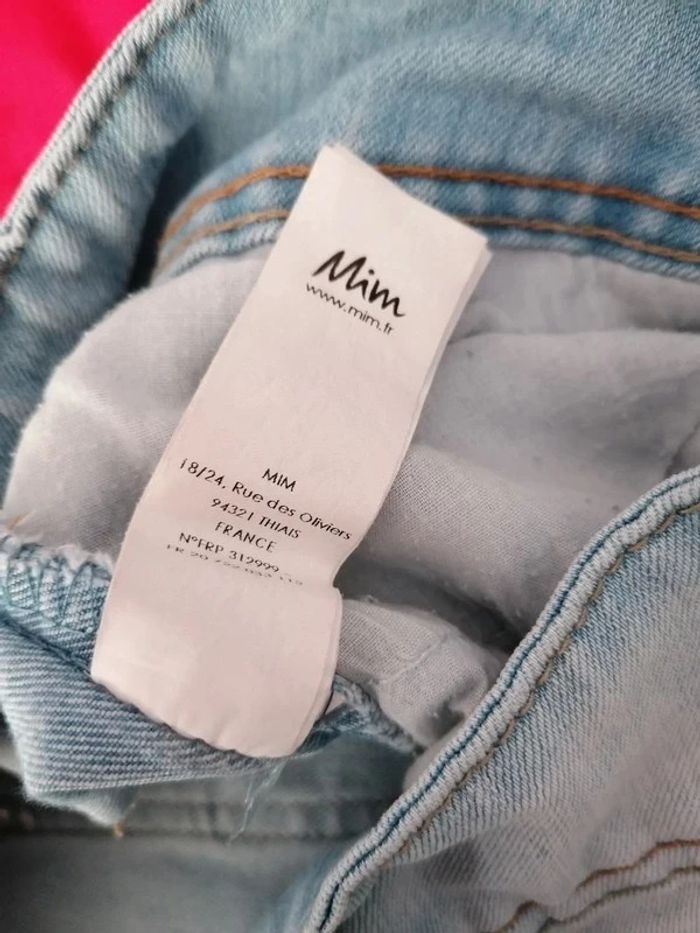 Mim
www.mim.fr
MIM
18/24, Rue des Oliviers
94321 THIAIS
FRANCE
N°FRP 312999